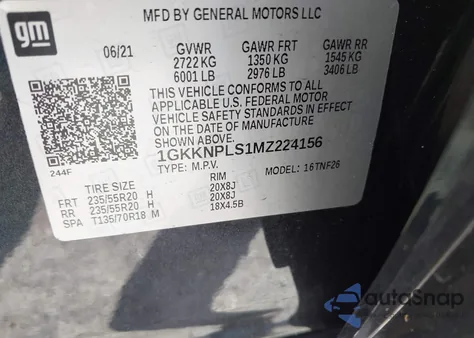 gm
MFD BY GENERAL MOTORS LLC
06/21 GVWR GAWR FRT GAWR RR
2722 KG 1350 KG 1545 KG
6001 LB 2976 LB 3406 LB
THIS VEHICLE CONFORMS TO ALL
APPLICABLE U.S. FEDERAL MOTOR
VEHICLE SAFETY STANDARDS IN EFFECT
ON THE DATE OF MANUFACTURE
SHOWN ABOVE.
1GKKNPLS1MZ224156
244F TYPE: M.P.V. MODEL: 16TNF26
TIRE SIZE RIM
FRT 235/55R20 H 20X8J
RR 235/55R20 H 20X8J
SPA T135/70R18 M 18X4.5B
autoSnap